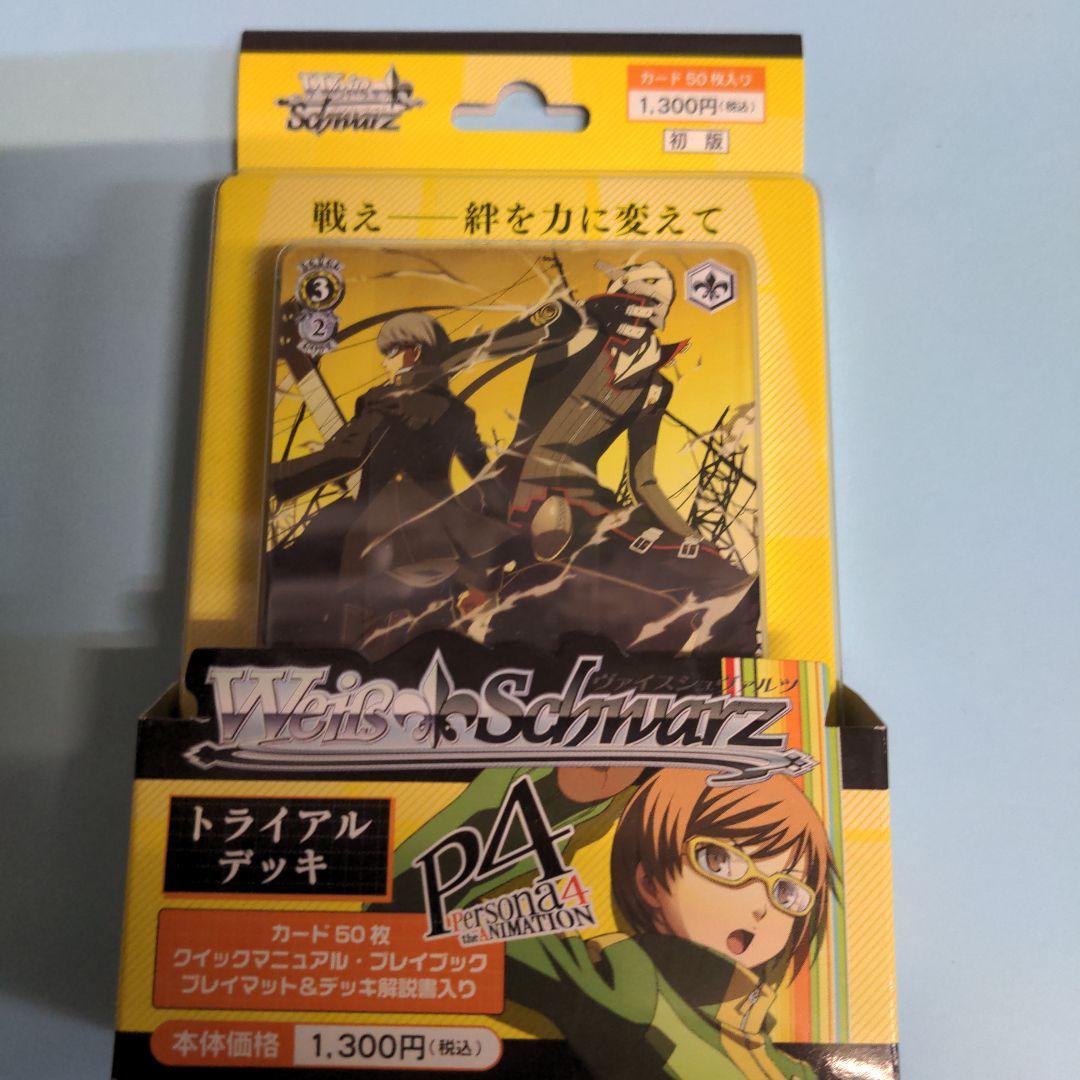 Weiß Schwarz
カード50枚入り
1,300円(税込)
初 版
戦え――絆を力に変えて
3
2
ヴァイスシュヴァルツ
Weiß Schwarz
トライアル
デッキ
P4
Persona4
the ANIMATION
カード50枚
クイックマニュアル・プレイブック
プレイマット&デッキ解説書入り
本体価格 1,300円(税込)